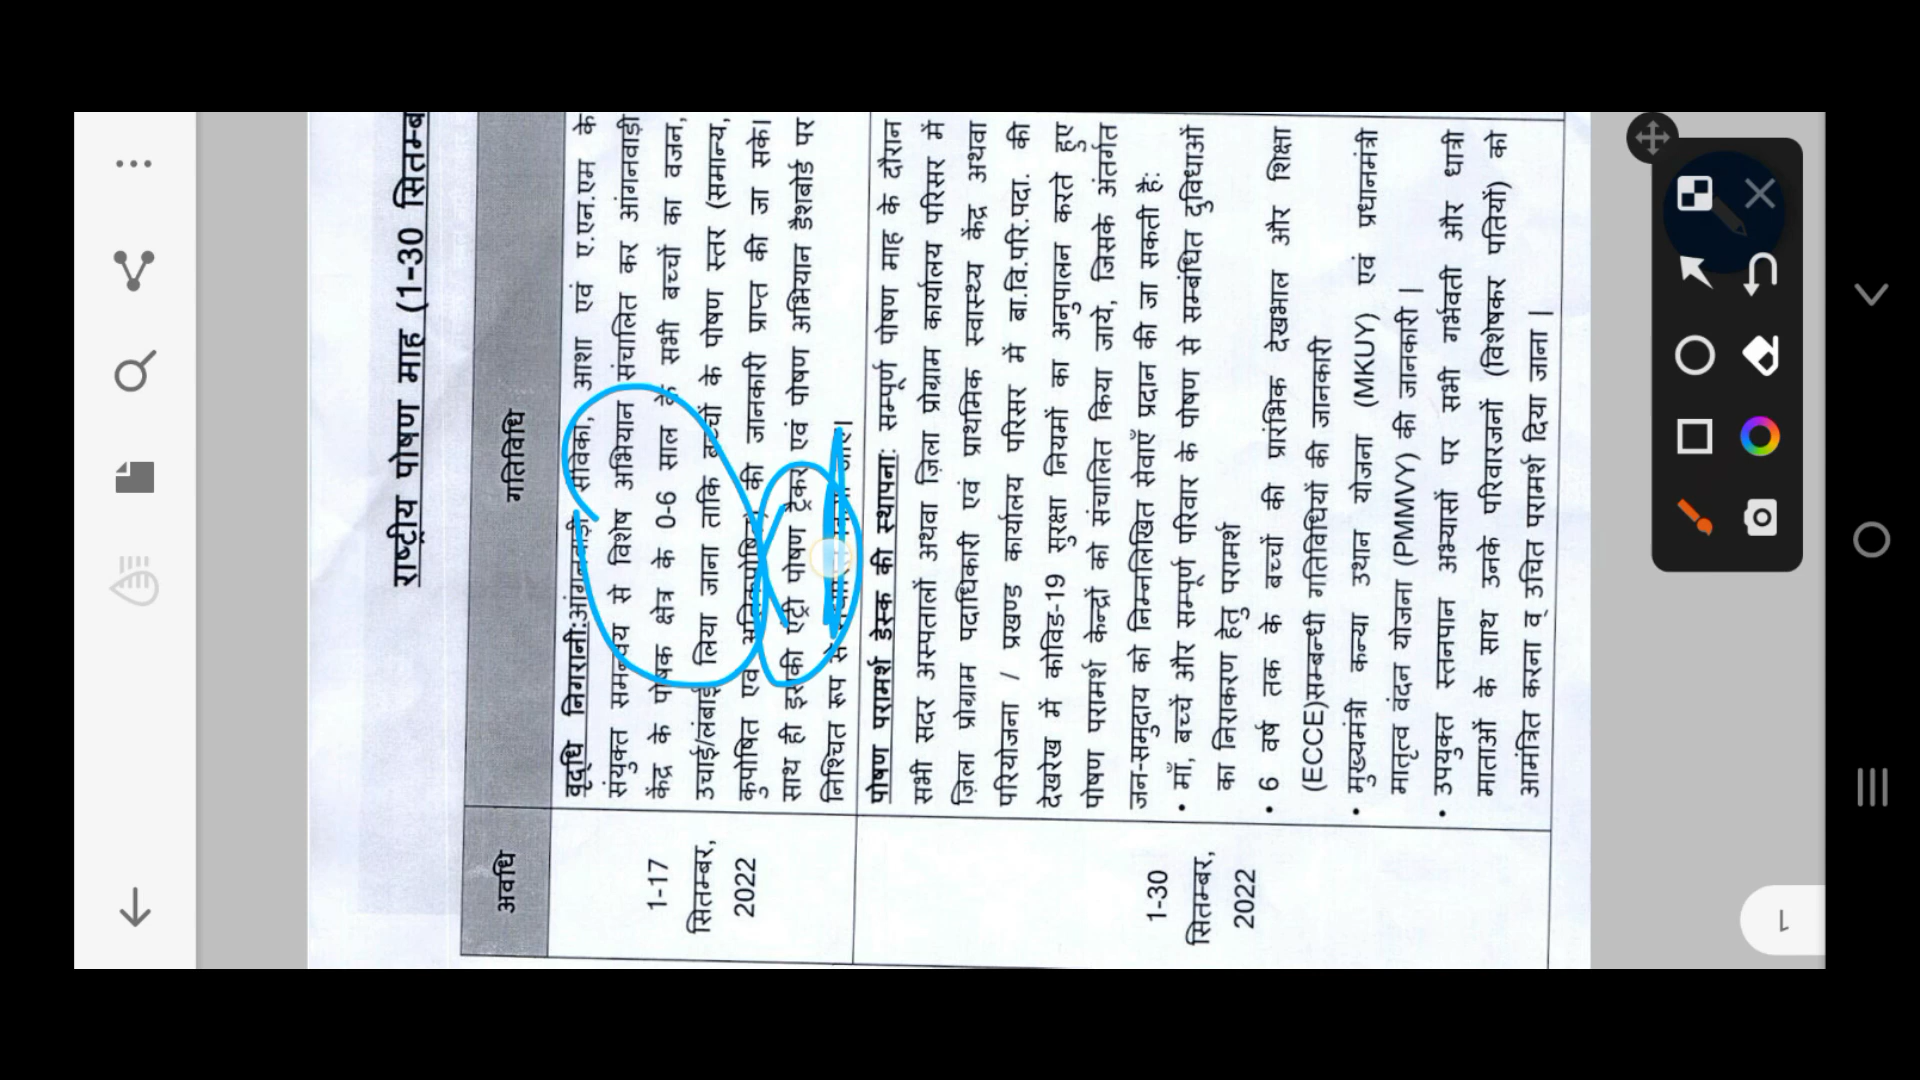 राष्ट्रीय पोषण माह (1-30 सितम्ब
अवधि
गतिविधि
1-17
सितम्बर,
2022
वृद्धि निगरानी:आंगनबाड़ी सेविका, आशा एवं ए.एन.एम के
संयुक्त समन्वय से विशेष अभियान संचालित कर आंगनवाड़ी
केंद्र के पोषक क्षेत्र के 0-6 साल के सभी बच्चों का वजन,
उचाई/लंबाई लिया जाना ताकि बच्चों के पोषण स्तर (समान्य,
कुपोषित एवं अतिकुपोषित) की जानकारी प्राप्त की जा सके।
साथ ही इसकी एंट्री पोषण ट्रैकर एवं पोषण अभियान डैशबोर्ड पर
निश्चित रूप से
1-30
सितम्बर,
2022
पोषण परामर्श डेस्क की स्थापना: सम्पूर्ण पोषण माह के दौरान
सभी सदर अस्पतालों अथवा ज़िला प्रोग्राम कार्यालय परिसर में
ज़िला प्रोग्राम पदाधिकारी एवं प्राथमिक स्वास्थ्य केंद्र अथवा
परियोजना / प्रखण्ड कार्यालय परिसर में बा.वि.परि.पदा. की
देखरेख में कोविड-19 सुरक्षा नियमों का अनुपालन करते हुए
पोषण परामर्श केन्द्रों को संचालित किया जाये, जिसके अंतर्गत
जन-समुदाय को निम्नलिखित सेवाएँ प्रदान की जा सकती हैं:
• माँ, बच्चें और सम्पूर्ण परिवार के पोषण से सम्बंधित दुविधाओं
का निराकरण हेतु परामर्श
• 6 वर्ष तक के बच्चों की प्रारंभिक देखभाल और शिक्षा
(ECCE)सम्बन्धी गतिविधियों की जानकारी
• मुख्यमंत्री कन्या उथान योजना (MKUY) एवं प्रधानमंत्री
मातृत्व वंदन योजना (PMMVY) की जानकारी |
• उपयुक्त स्तनपान अभ्यासों पर सभी गर्भवती और धात्री
माताओं के साथ उनके परिवारजनों (विशेषकर पतियों) को
आमंत्रित करना व् उचित परामर्श दिया जाना |
1